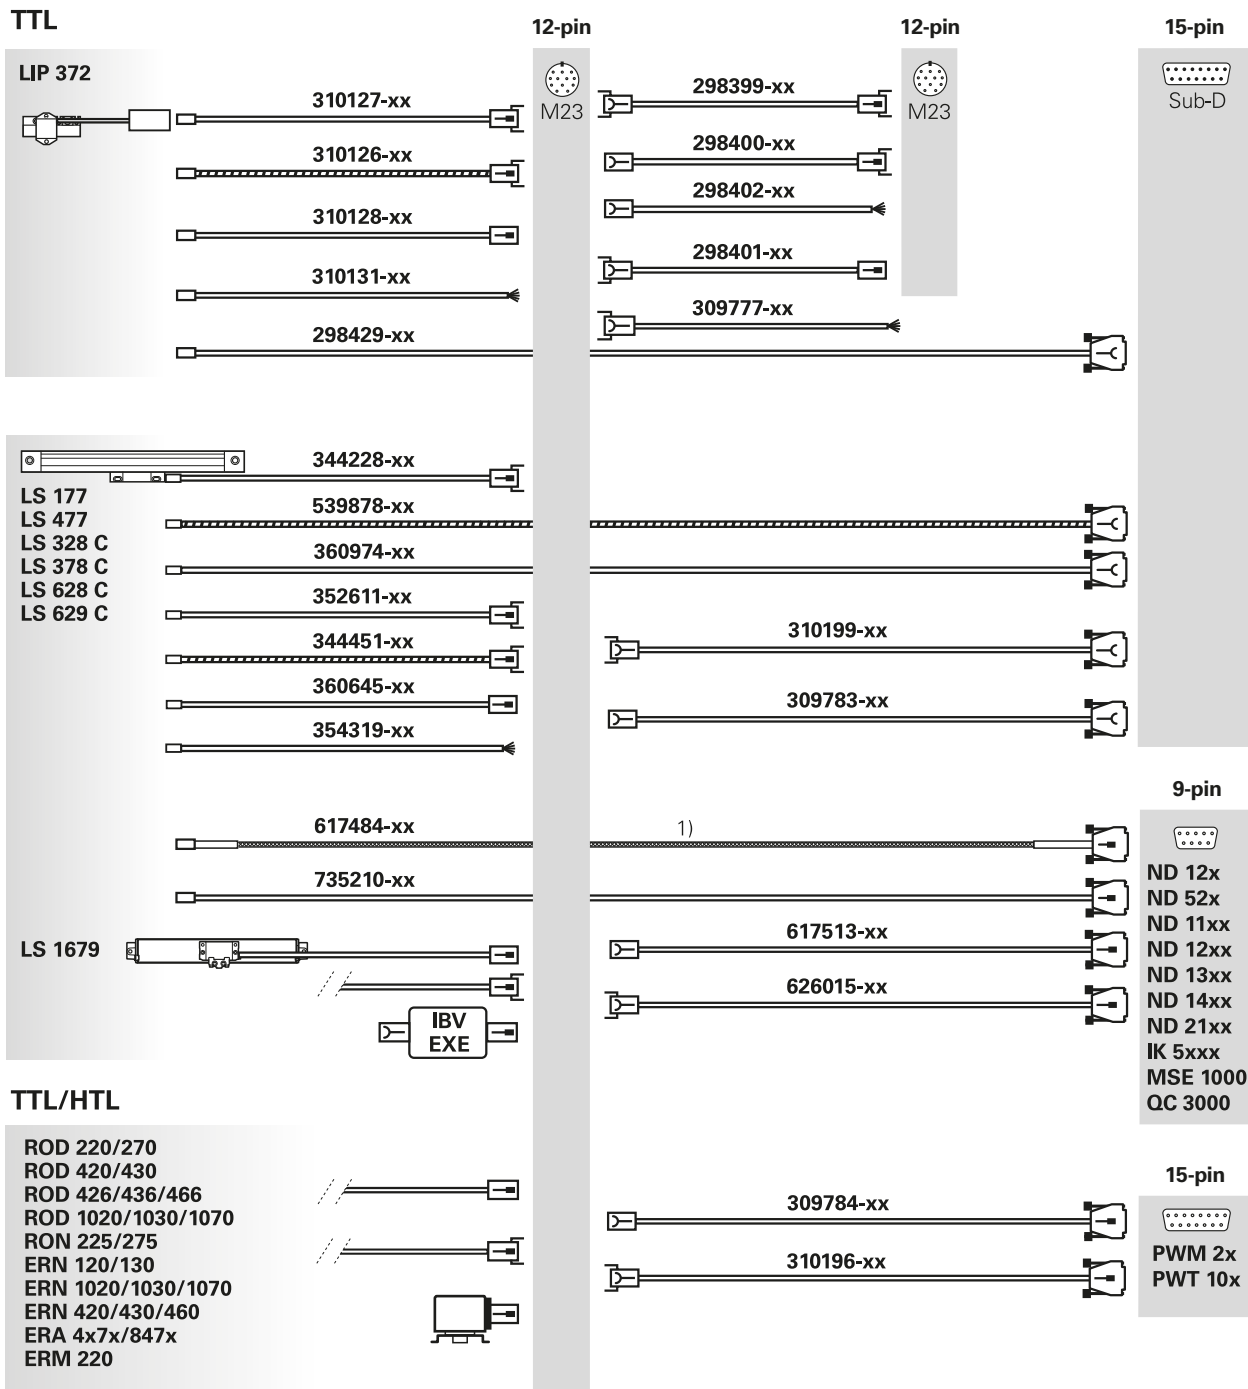 TTL
12-pin
12-pin
15-pin
LIP 372
M23
M23
Sub-D
310127-xx
298399-xx
310126-xx
298400-xx
298402-xx
310128-xx
298401-xx
310131-xx
309777-xx
298429-xx
344228-xx
LS 177
LS 477
LS 328 C
LS 378 C
LS 628 C
LS 629 C
539878-xx
360974-xx
352611-xx
310199-xx
344451-xx
360645-xx
309783-xx
354319-xx
9-pin
617484-xx
1)
735210-xx
ND 12x
ND 52x
ND 11xx
ND 12xx
ND 13xx
ND 14xx
ND 21xx
IK 5xxx
MSE 1000
QC 3000
LS 1679
617513-xx
626015-xx
IBV
EXE
TTL/HTL
ROD 220/270
ROD 420/430
ROD 426/436/466
ROD 1020/1030/1070
RON 225/275
ERN 120/130
ERN 1020/1030/1070
ERN 420/430/460
ERA 4x7x/847x
ERM 220
15-pin
309784-xx
310196-xx
PWM 2x
PWT 10x